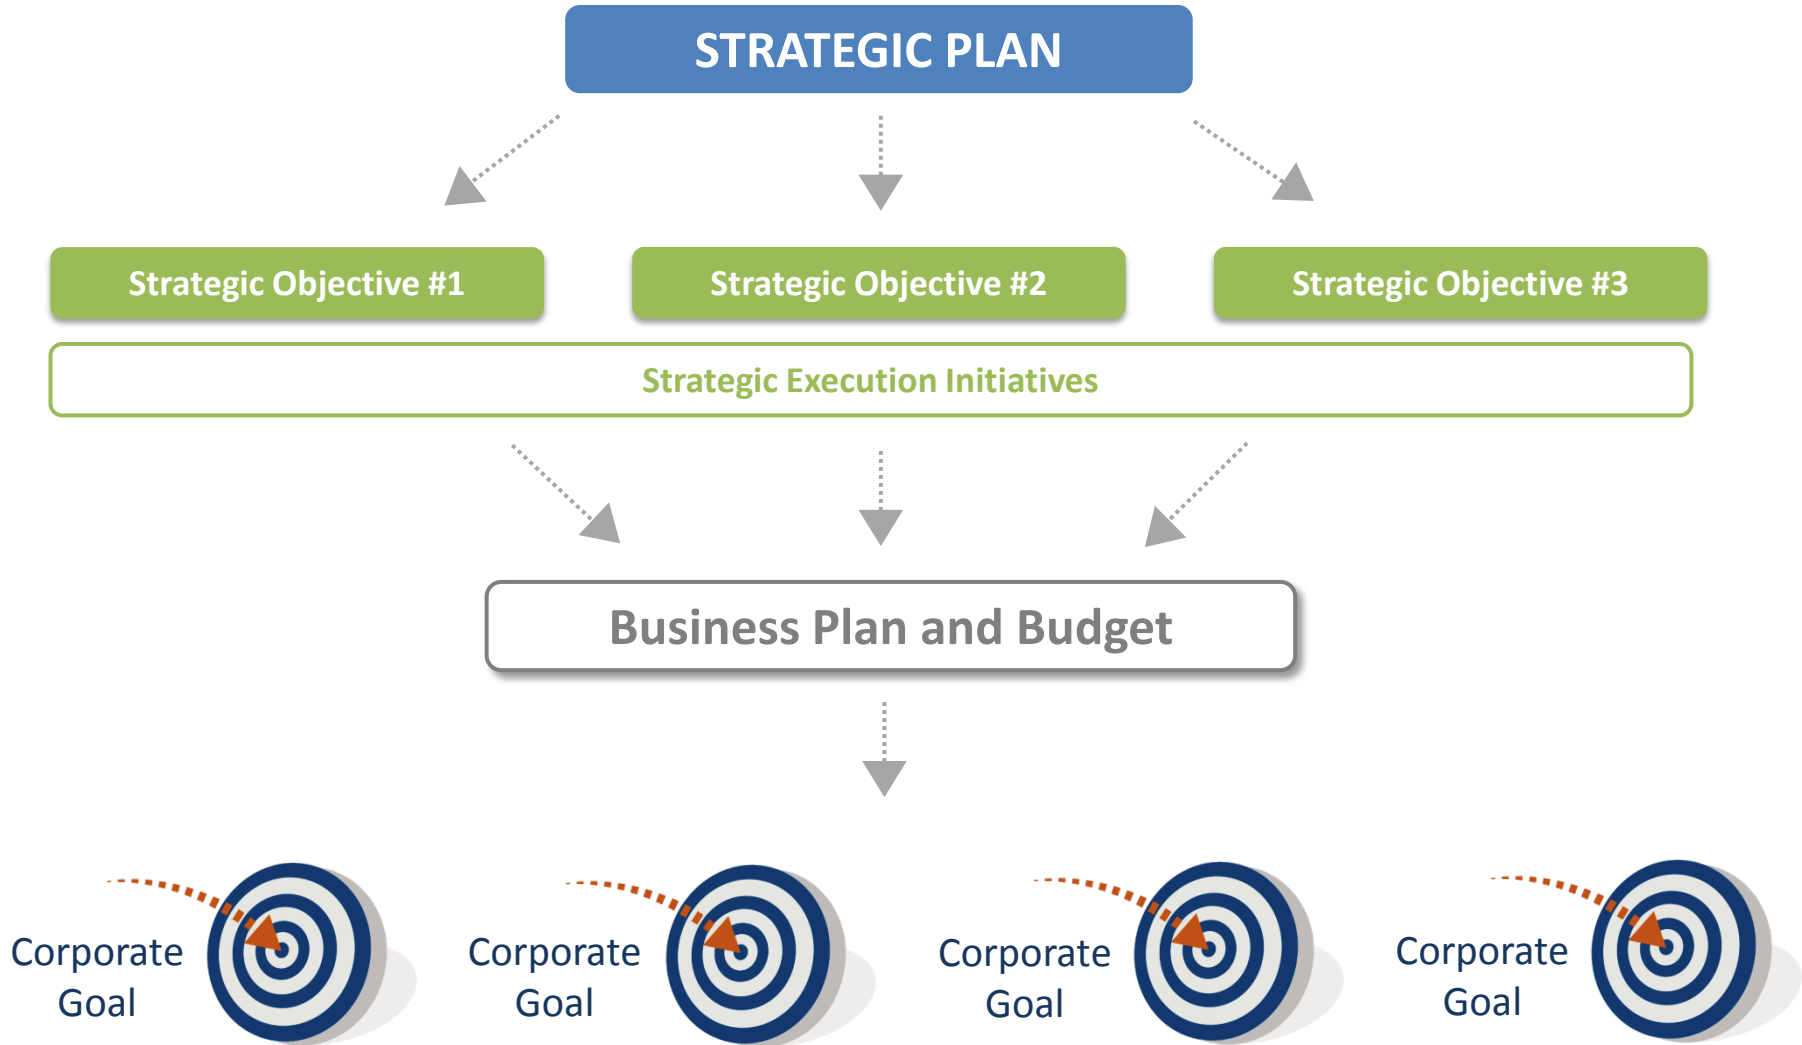 STRATEGIC PLAN
Strategic Objective #1
Strategic Objective #2
Strategic Objective #3
Strategic Execution Initiatives
Business Plan and Budget
Corporate
Goal
Corporate
Goal
Corporate
Goal
Corporate
Goal